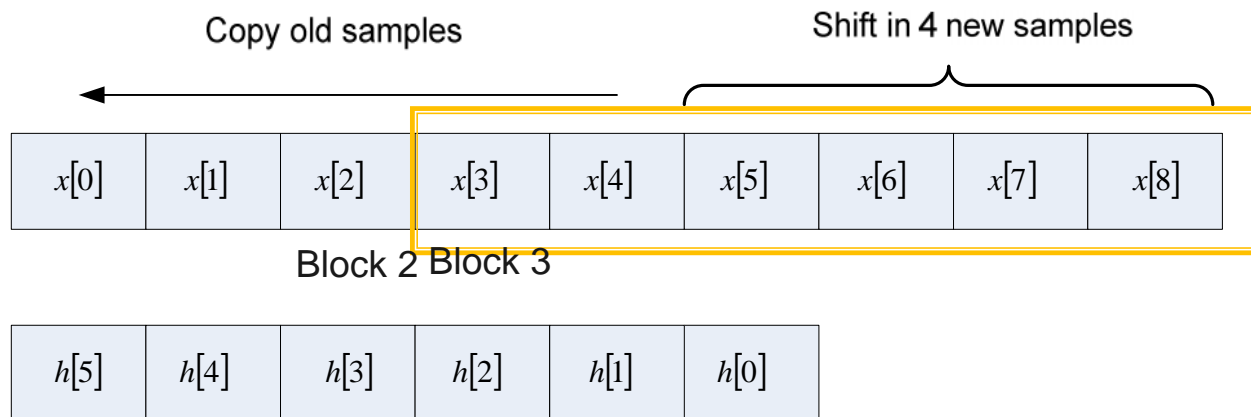 Copy old samples
Shift in 4 new samples
x[0] x[1] x[2] x[3] x[4] x[5] x[6] x[7] x[8]
Block 2 Block 3
h[5] h[4] h[3] h[2] h[1] h[0]